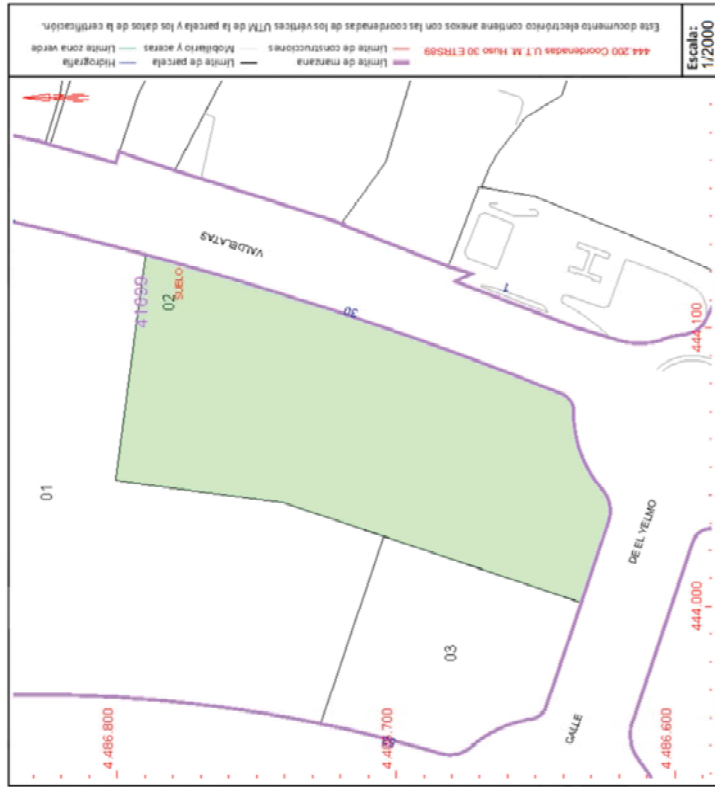 Escala:
1/2000
444.200 Coordenadas U.T.M. Huso 30 ETRS89
Límite de manzana
Límite de construcciones
Límite de parcela
Mobiliario y aceras
Hidrografía
Límite zona verde
Este documento electrónico contiene anexos con las coordenadas de los vértices UTM de la parcela y los datos de la certificación.
VALDELATAS
41099
02
SUELO
01
30
1
444.100
DE EL YELMO
03
444.000
CALLE
4.486.800
4.486.700
4.486.600